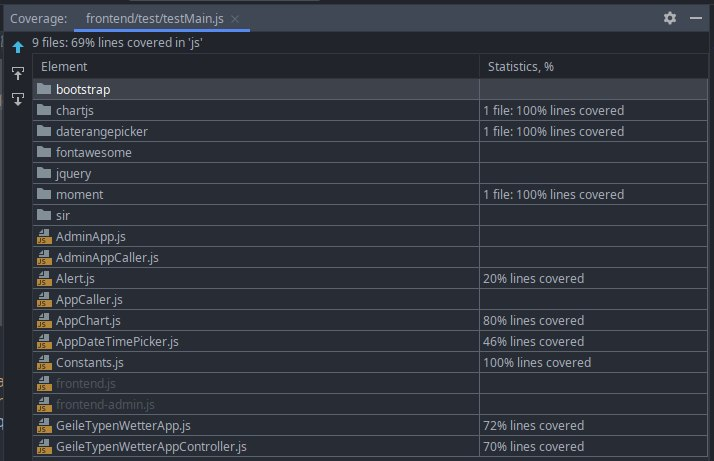 Coverage: frontend/test/testMain.js
9 files: 69% lines covered in 'js'
Element Statistics, %
bootstrap
chartjs 1 file: 100% lines covered
daterangepicker 1 file: 100% lines covered
fontawesome
jquery
moment 1 file: 100% lines covered
sir
AdminApp.js
AdminAppCaller.js
Alert.js 20% lines covered
AppCaller.js
AppChart.js 80% lines covered
AppDateTimePicker.js 46% lines covered
Constants.js 100% lines covered
frontend.js
frontend-admin.js
GeileTypenWetterApp.js 72% lines covered
GeileTypenWetterAppController.js 70% lines covered